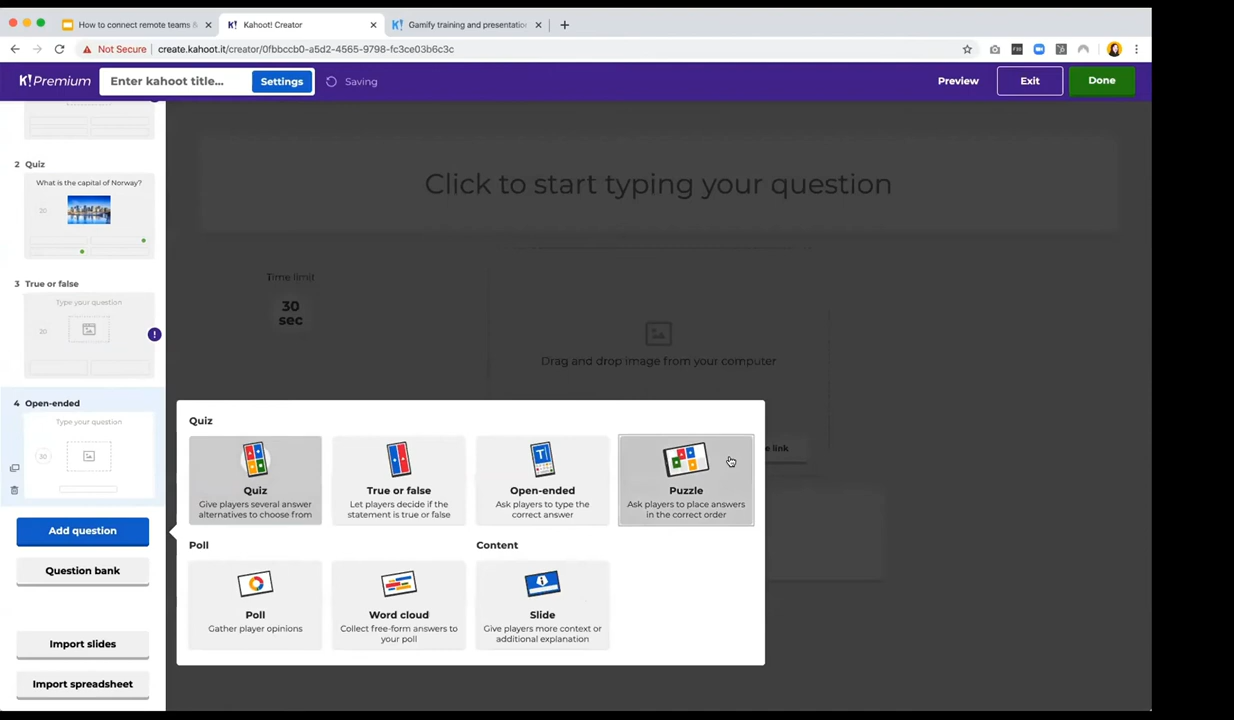 How to connect remote teams &
Kahoot! Creator
Gamify training and presentation
Not Secure
create.kahoot.it/creator/0fbbccb0-a5d2-4565-9798-fc3ce03b6c3c
K! Premium
Enter kahoot title...
Settings
Saving
Preview
Exit
Done
2 Quiz
What is the capital of Norway?
20
3 True or false
Type your question
20
4 Open-ended
Type your question
30
Add question
Question bank
Import slides
Import spreadsheet
Click to start typing your question
Time limit
30
sec
Drag and drop image from your computer
link
Quiz
Quiz
Give players several answer
alternatives to choose from
True or false
Let players decide if the
statement is true or false
Open-ended
Ask players to type the
correct answer
Puzzle
Ask players to place answers
in the correct order
Poll
Content
Poll
Gather player opinions
Word cloud
Collect free-form answers to
your poll
Slide
Give players more context or
additional explanation